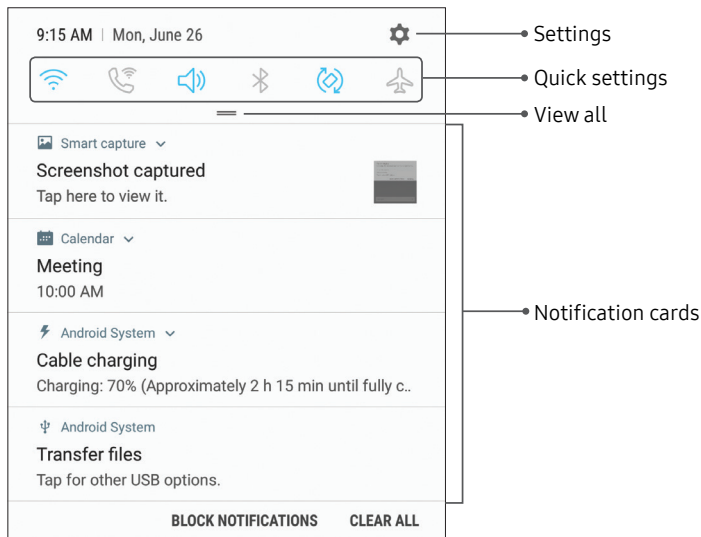 9:15 AM | Mon, June 26
Settings
Quick settings
View all
Smart capture
Screenshot captured
Tap here to view it.
Calendar
Meeting
10:00 AM
Notification cards
Android System
Cable charging
Charging: 70% (Approximately 2 h 15 min until fully c..
Android System
Transfer files
Tap for other USB options.
BLOCK NOTIFICATIONS CLEAR ALL